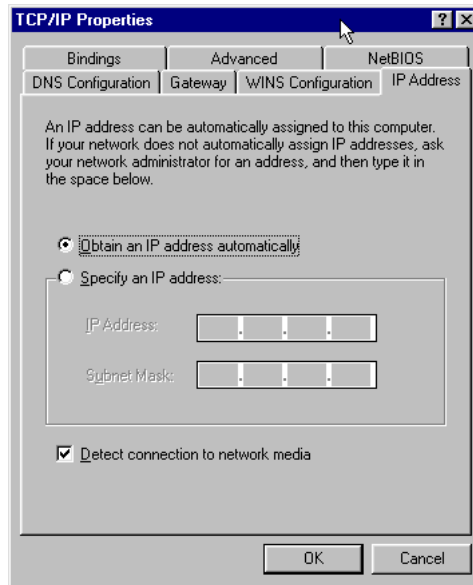 TCP/IP Properties
Bindings Advanced NetBIOS
DNS Configuration Gateway WINS Configuration IP Address
An IP address can be automatically assigned to this computer.
If your network does not automatically assign IP addresses, ask
your network administrator for an address, and then type it in
the space below.
Obtain an IP address automatically
Specify an IP address:
IP Address:
Subnet Mask:
Detect connection to network media
OK Cancel